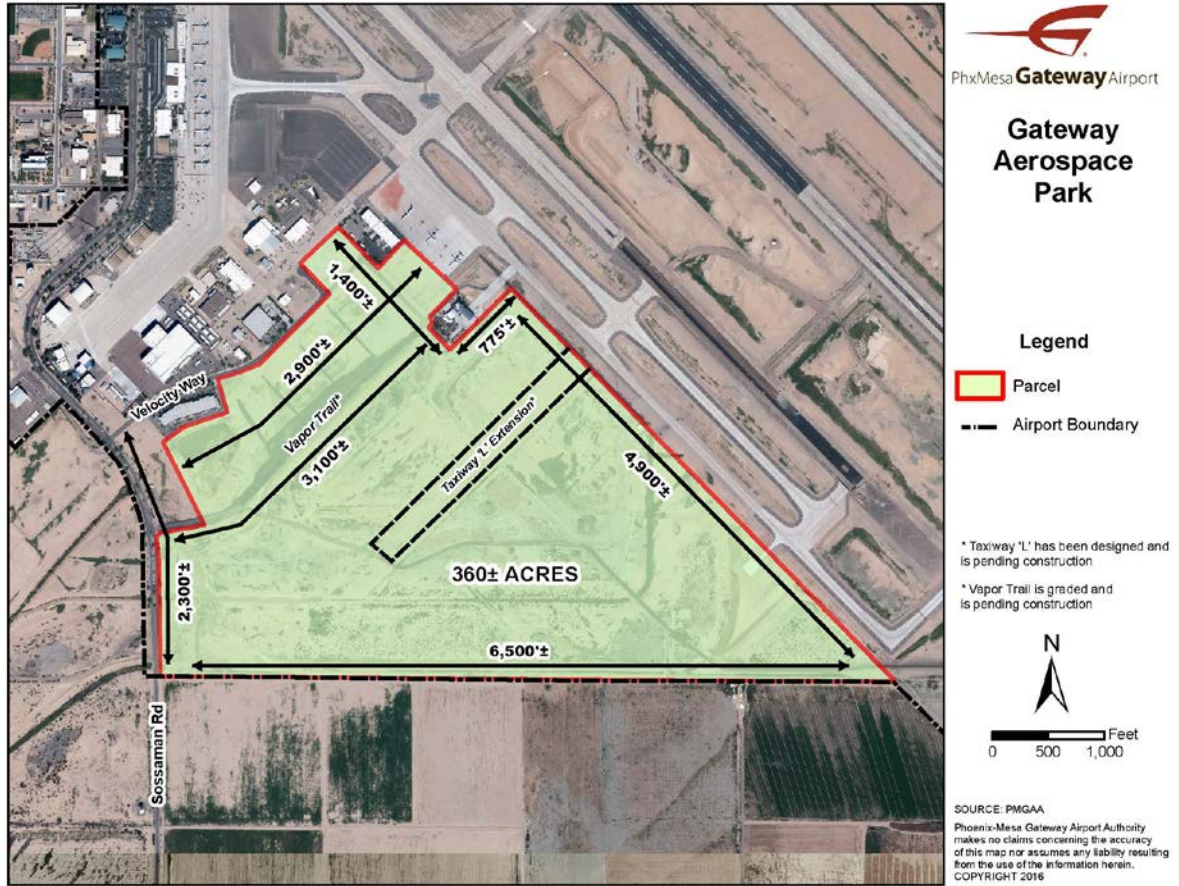 PhxMesa Gateway Airport
Gateway
Aerospace
Park
1,400'±
2,900'±
775'±
Velocity Way
Vapor Trail*
3,100'±
Taxiway 'L' Extension*
4,900'±
360± ACRES
2,300'±
6,500'±
Sossaman Rd
Legend
Parcel
Airport Boundary
* Taxiway 'L' has been designed and
is pending construction
* Vapor Trail is graded and
is pending construction
N
Feet
0 500 1,000
SOURCE: PMGAA
Phoenix-Mesa Gateway Airport Authority
makes no claims concerning the accuracy
of this map nor assumes any liability resulting
from the use of the information herein.
COPYRIGHT 2016